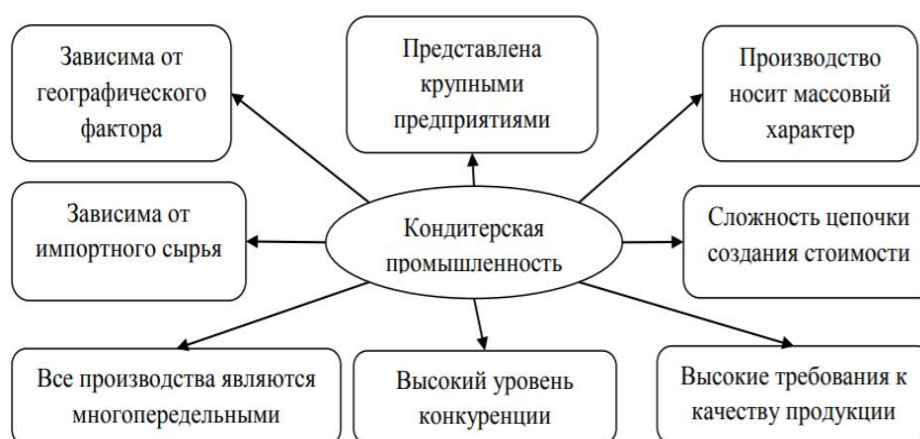 Зависима от
географического
фактора
Представлена
крупными
предприятиями
Производство
носит массовый
характер
Зависима от
импортного сырья
Кондитерская
промышленность
Сложность цепочки
создания стоимости
Все производства являются
многопередельными
Высокий уровень
конкуренции
Высокие требования к
качеству продукции